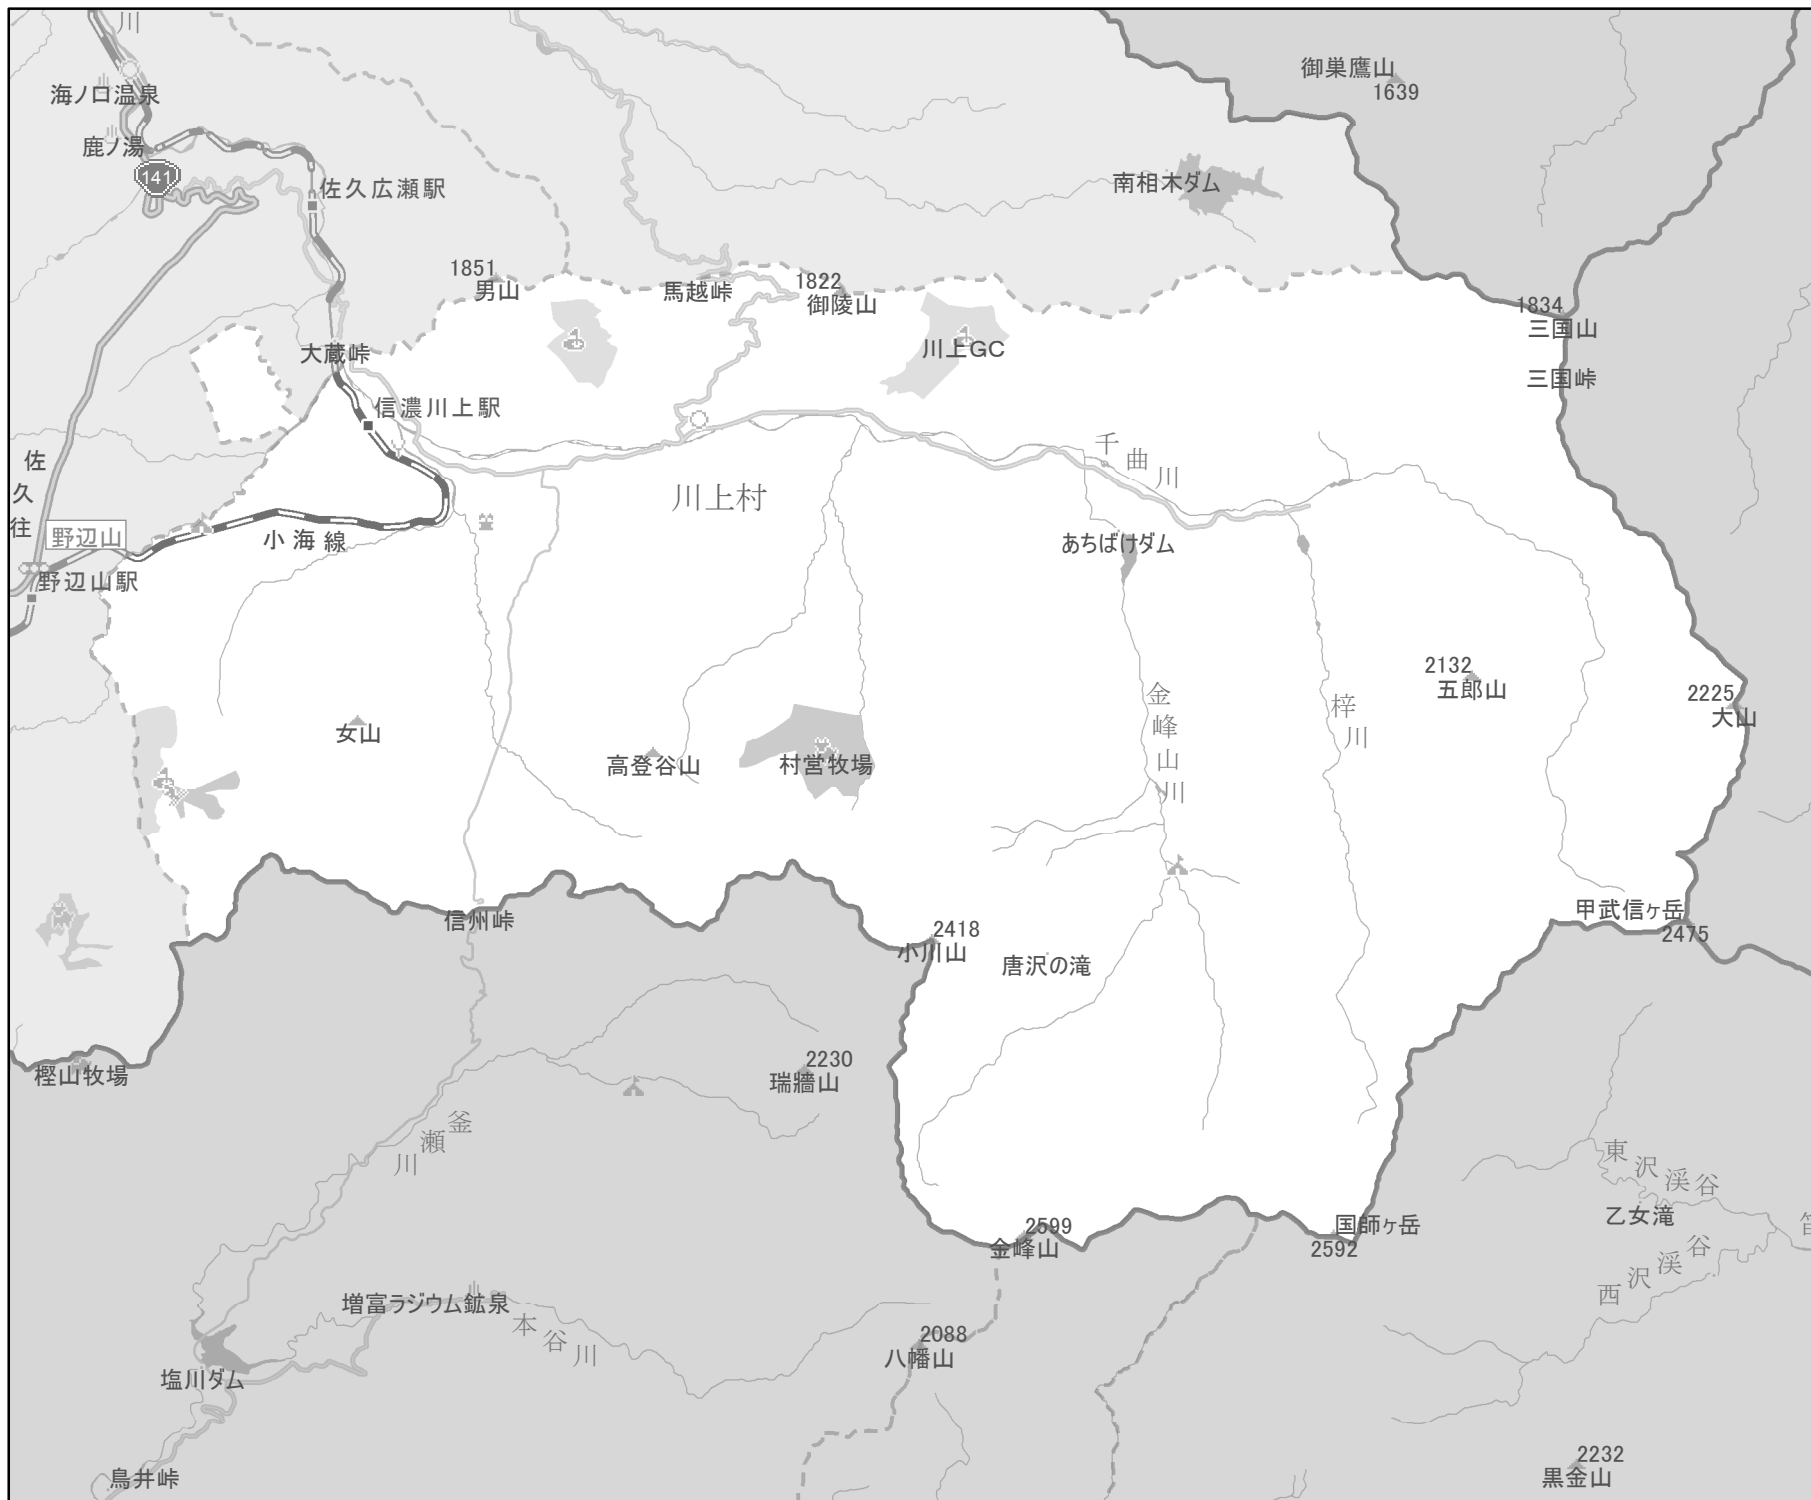 川
御巣鷹山
1639
海ノ口温泉
鹿ノ湯
141
佐久広瀬駅
南相木ダム
1851
男山
馬越峠
1822
御陵山
1834
三国山
大蔵峠
川上GC
三国峠
信濃川上駅
千曲川
佐久往
川上村
野辺山
小海線
あちばけダム
野辺山駅
2132
五郎山
2225
大山
金峰山川
梓川
女山
高登谷山
村営牧場
信州峠
2418
小川山
唐沢の滝
甲武信ヶ岳
2475
樫山牧場
2230
瑞牆山
釜瀬川
東沢渓谷
乙女滝
笛
西沢渓谷
2599
金峰山
国師ヶ岳
2592
増富ラジウム鉱泉
本谷川
2088
八幡山
塩川ダム
鳥井峠
2232
黒金山